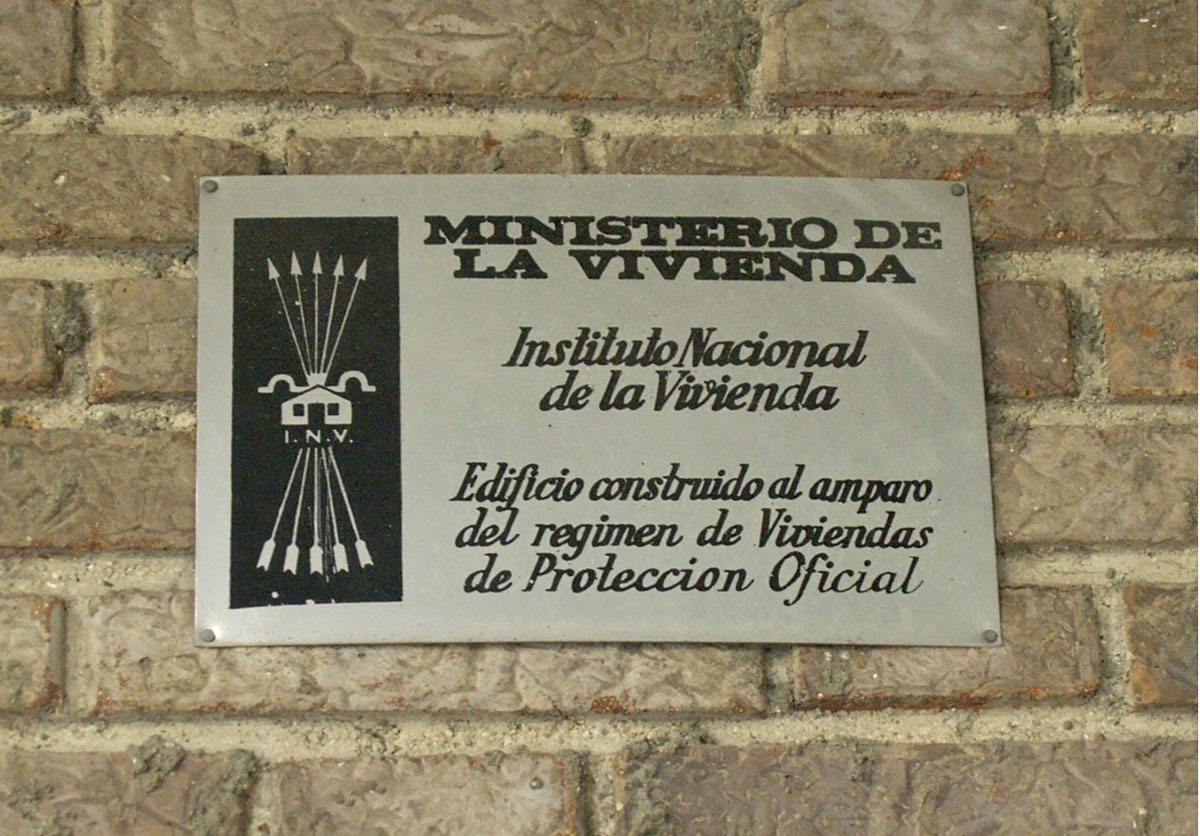 MINISTERIO DE
LA VIVIENDA
Instituto Nacional
de la Vivienda
Edificio construido al amparo
del regimen de Viviendas
de Proteccion Oficial
I.N.V.